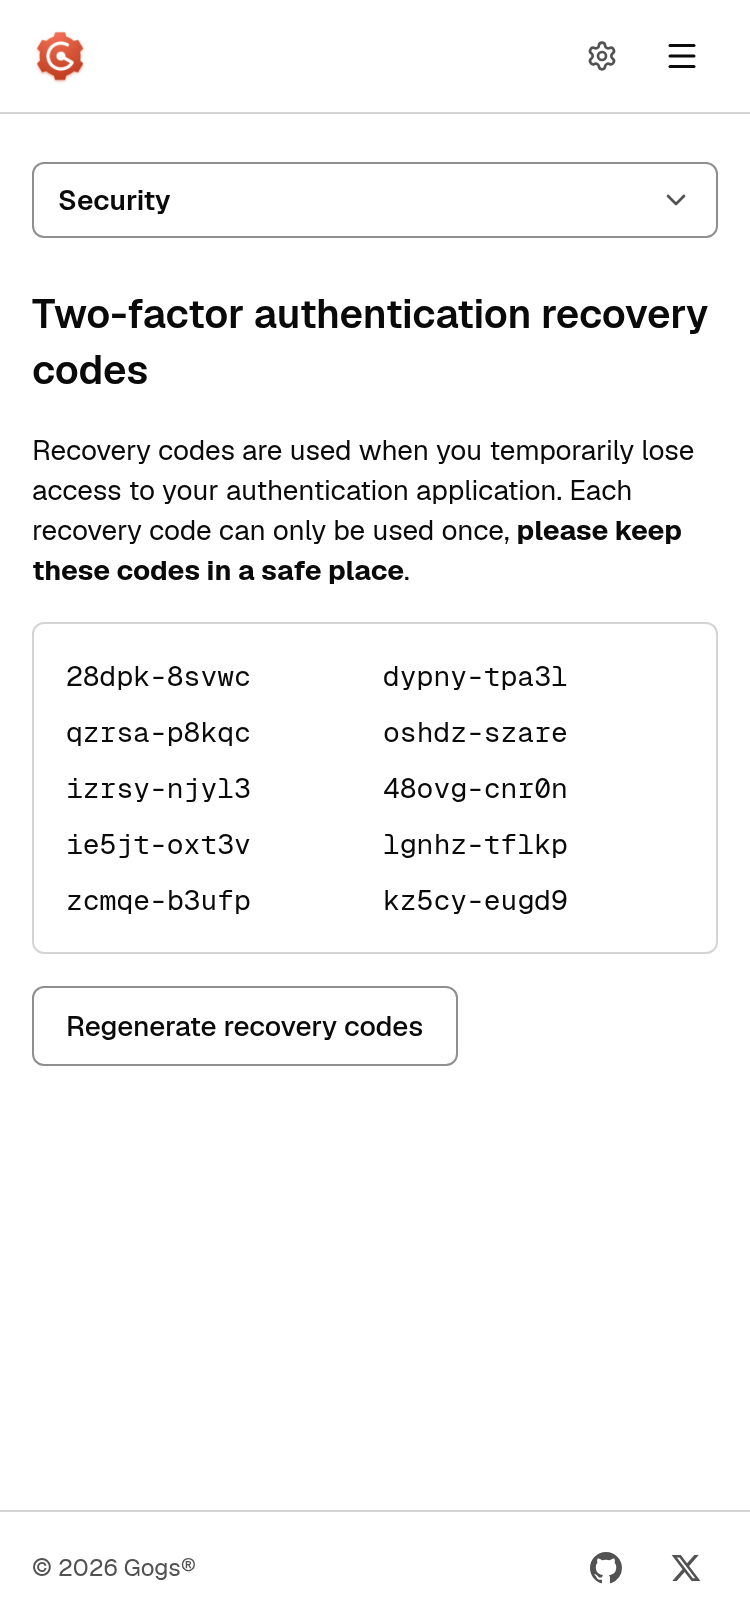 Security
Two-factor authentication recovery
codes
Recovery codes are used when you temporarily lose
access to your authentication application. Each
recovery code can only be used once, please keep
these codes in a safe place.
28dpk-8svwc dypny-tpa3l
qzrsa-p8kqc oshdz-szare
izrsy-njyl3 48ovg-cnr0n
ie5jt-oxt3v lgnhz-tflkp
zcmqe-b3ufp kz5cy-eugd9
Regenerate recovery codes
© 2026 Gogs®